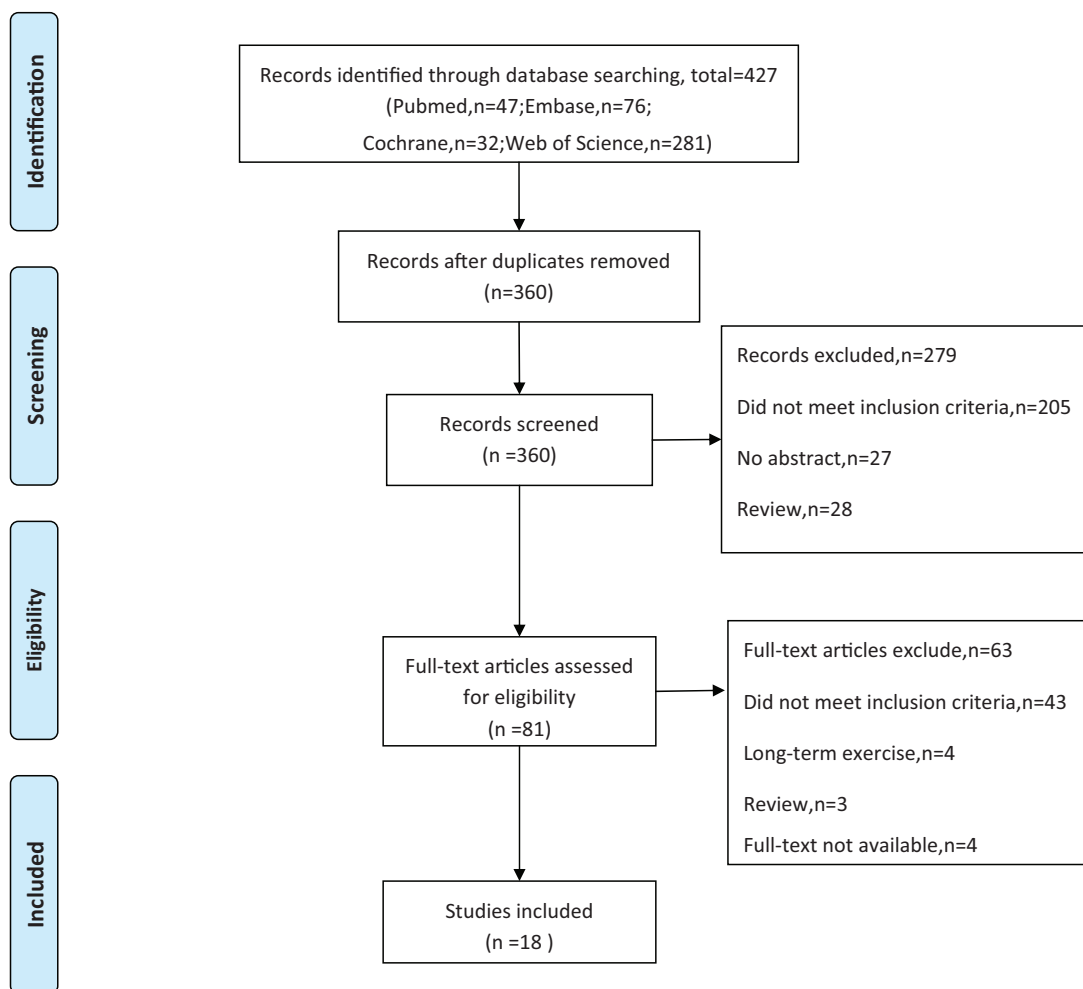 Identification
Records identified through database searching, total=427
(Pubmed,n=47;Embase,n=76;
Cochrane,n=32;Web of Science,n=281)
Records after duplicates removed
(n=360)
Screening
Records screened
(n =360)
Records excluded,n=279
Did not meet inclusion criteria,n=205
No abstract,n=27
Review,n=28
Eligibility
Full-text articles assessed
for eligibility
(n =81)
Full-text articles exclude,n=63
Did not meet inclusion criteria,n=43
Long-term exercise,n=4
Review,n=3
Full-text not available,n=4
Included
Studies included
(n =18 )